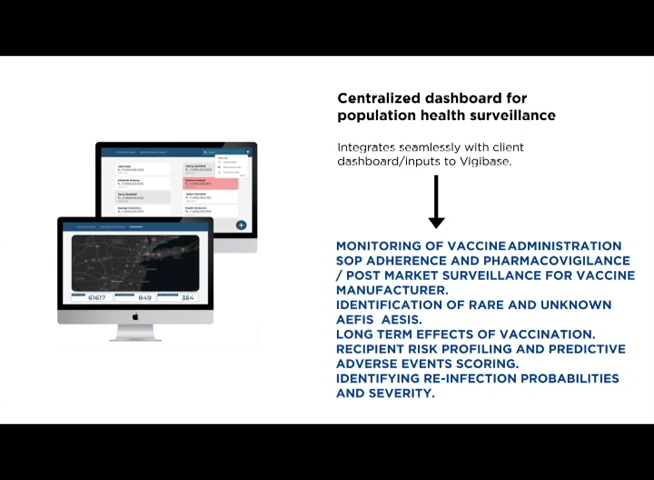 Centralized dashboard for
population health surveillance
Integrates seamlessly with client
dashboard/inputs to Vigibase.
MONITORING OF VACCINE ADMINISTRATION
SOP ADHERENCE AND PHARMACOVIGILANCE
/ POST MARKET SURVEILLANCE FOR VACCINE
MANUFACTURER.
IDENTIFICATION OF RARE AND UNKNOWN
AEFIS AESIS.
LONG TERM EFFECTS OF VACCINATION.
RECIPIENT RISK PROFILING AND PREDICTIVE
ADVERSE EVENTS SCORING.
IDENTIFYING RE-INFECTION PROBABILITIES
AND SEVERITY.
61617 849 364